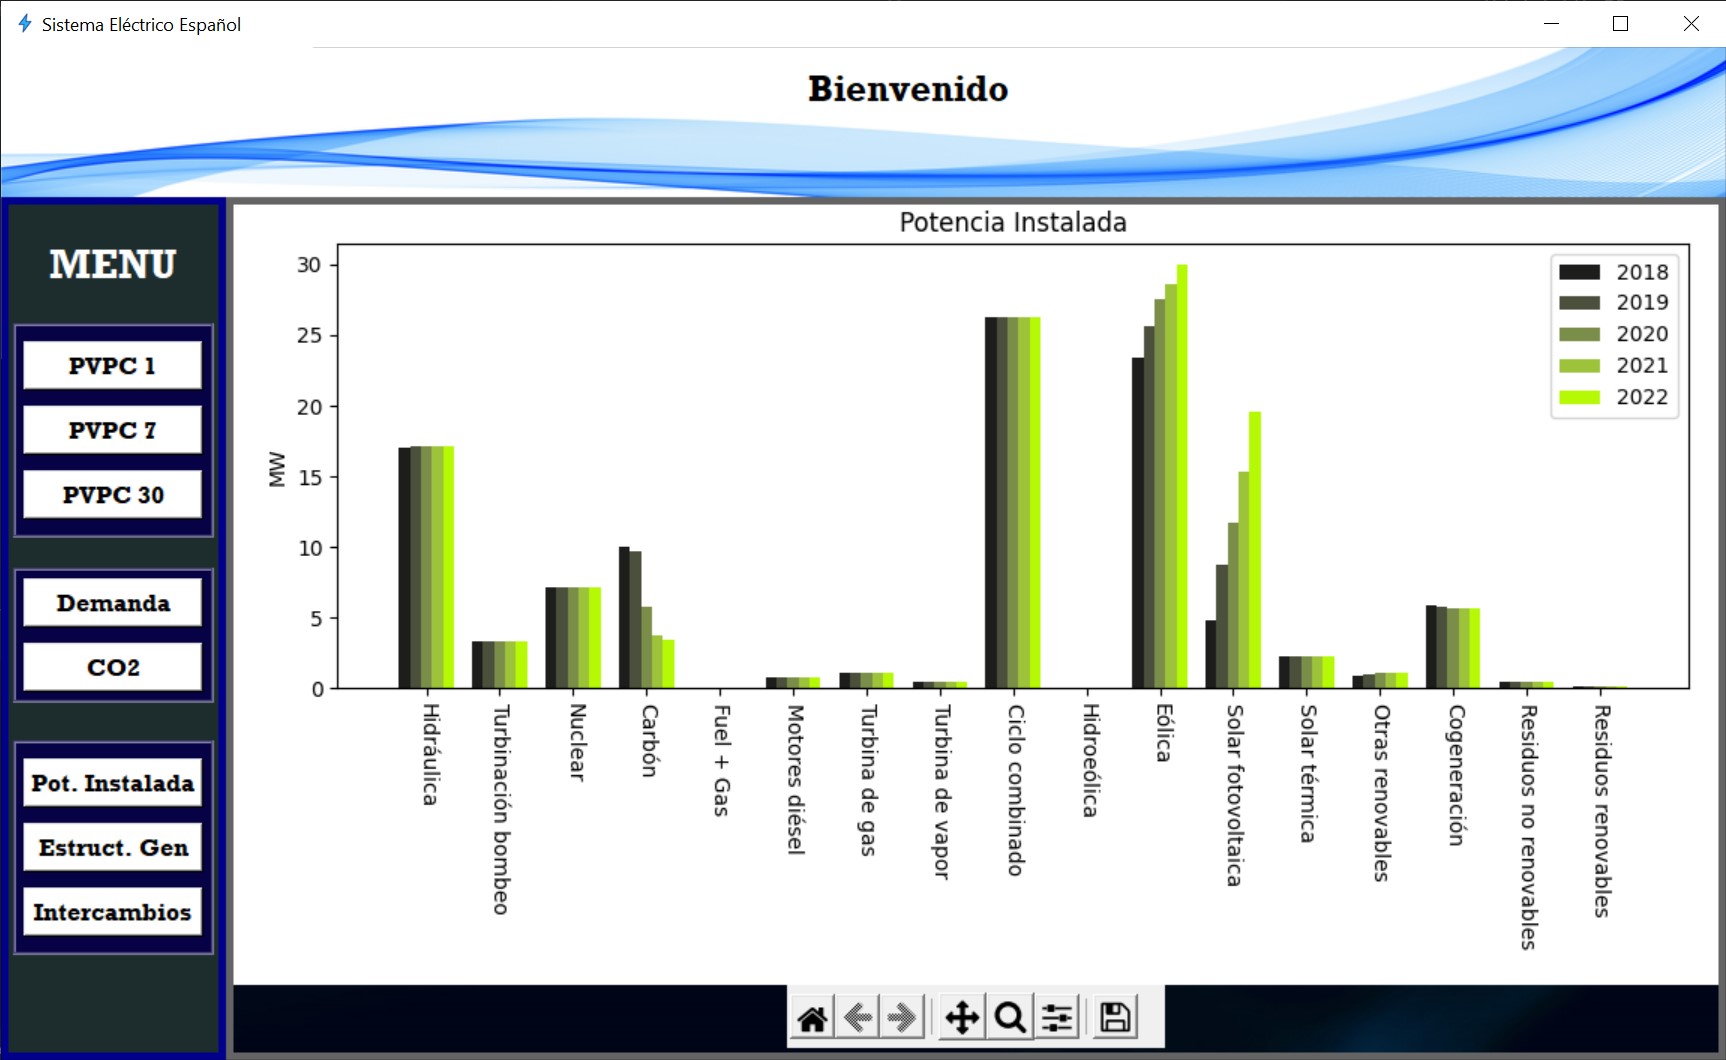 Sistema Eléctrico Español
Bienvenido
MENU
PVPC 1
PVPC 7
PVPC 30
Demanda
CO2
Pot. Instalada
Estruct. Gen
Intercambios
Potencia Instalada
MW
30
25
20
15
10
5
0
2018
2019
2020
2021
2022
Hidráulica
Turbinación bombeo
Nuclear
Carbón
Fuel + Gas
Motores diésel
Turbina de gas
Turbina de vapor
Ciclo combinado
Hidroeólica
Eólica
Solar fotovoltaica
Solar térmica
Otras renovables
Cogeneración
Residuos no renovables
Residuos renovables